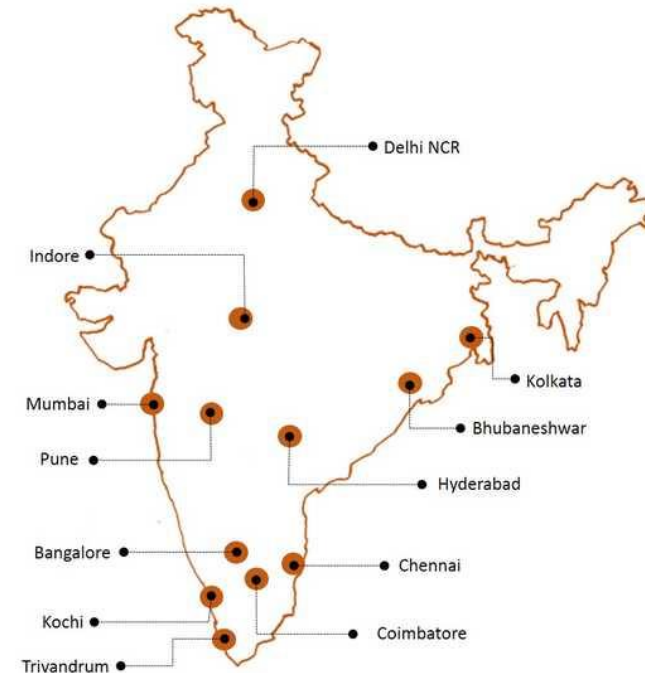 Delhi NCR
Indore
Kolkata
Mumbai
Bhubaneshwar
Pune
Hyderabad
Bangalore
Chennai
Kochi
Coimbatore
Trivandrum